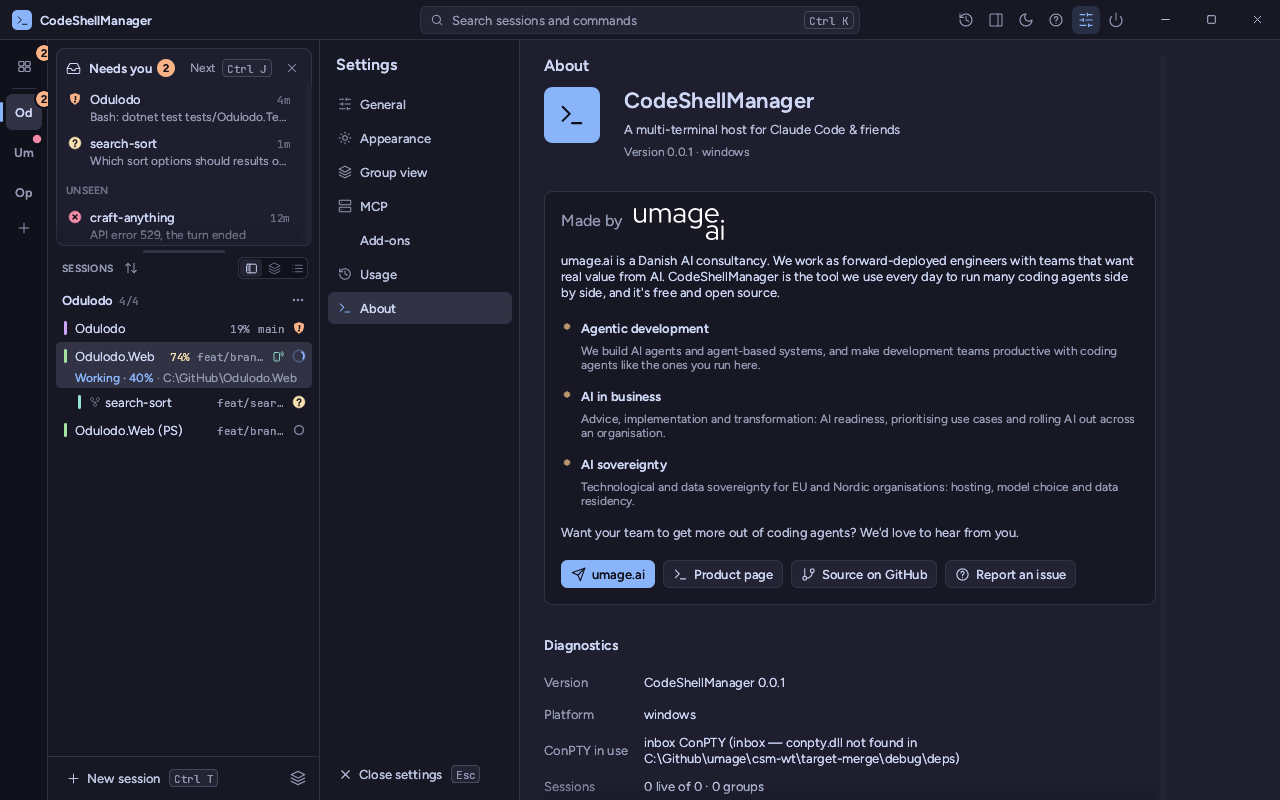 CodeShellManager
Search sessions and commands
Ctrl K
2
Needs you 2 Next Ctrl J
Odulodo 4m
Bash: dotnet test tests/Odulodo.Te…
search-sort 1m
Which sort options should results o…
UNSEEN
craft-anything 12m
API error 529, the turn ended
2
Od
Um
Op
SESSIONS
Odulodo 4/4
Odulodo 19% main
Odulodo.Web 74% feat/bran…
Working · 40% · C:\GitHub\Odulodo.Web
search-sort feat/sear…
Odulodo.Web (PS) feat/bran…
New session Ctrl T
Settings
General
Appearance
Group view
MCP
Add-ons
Usage
About
Close settings Esc
About
CodeShellManager
A multi-terminal host for Claude Code & friends
Version 0.0.1 · windows
Made by umage.ai
umage.ai is a Danish AI consultancy. We work as forward-deployed engineers with teams that want
real value from AI. CodeShellManager is the tool we use every day to run many coding agents side
by side, and it's free and open source.
Agentic development
We build AI agents and agent-based systems, and make development teams productive with coding
agents like the ones you run here.
AI in business
Advice, implementation and transformation: AI readiness, prioritising use cases and rolling AI out across
an organisation.
AI sovereignty
Technological and data sovereignty for EU and Nordic organisations: hosting, model choice and data
residency.
Want your team to get more out of coding agents? We'd love to hear from you.
umage.ai
Product page
Source on GitHub
Report an issue
Diagnostics
Version CodeShellManager 0.0.1
Platform windows
ConPTY in use inbox ConPTY (inbox — conpty.dll not found in
C:\Github\umage\csm-wt\target-merge\debug\deps)
Sessions 0 live of 0 · 0 groups